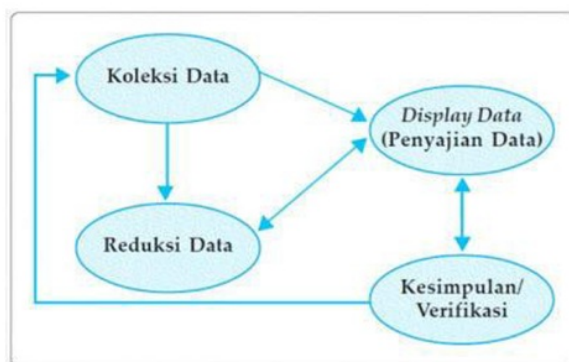 Koleksi Data
Display Data
(Penyajian Data)
Reduksi Data
Kesimpulan/
Verifikasi